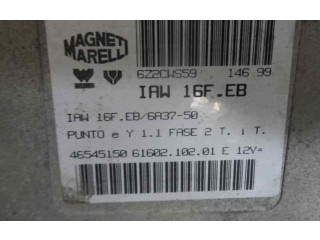 MAGNETI
MARELLI
6Z2CWS59 146 99
IAW 16F.EB
IAW 16F.EB/6A37-50
PUNTO e Y 1.1 FASE 2 T. i T.
46545150 61602.102.01 E 12V=